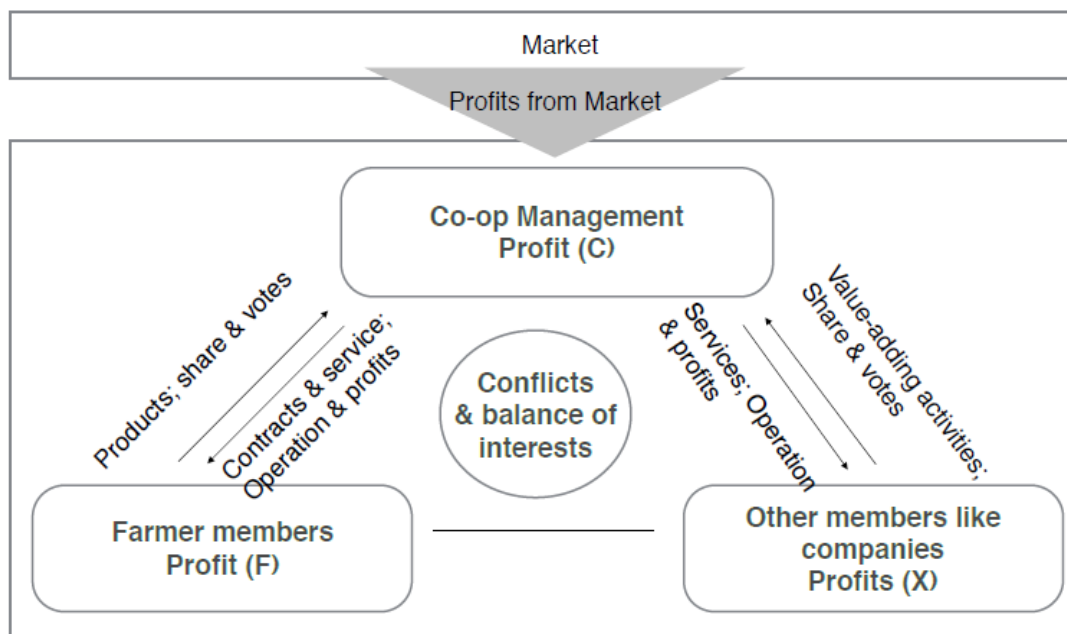 Market
Profits from Market
Co-op Management
Profit (C)
Products; share & votes
Contracts & service;
Operation & profits
Conflicts
& balance of
interests
Services; Operation
& profits
Value-adding activities;
Share & votes
Farmer members
Profit (F)
Other members like
companies
Profits (X)